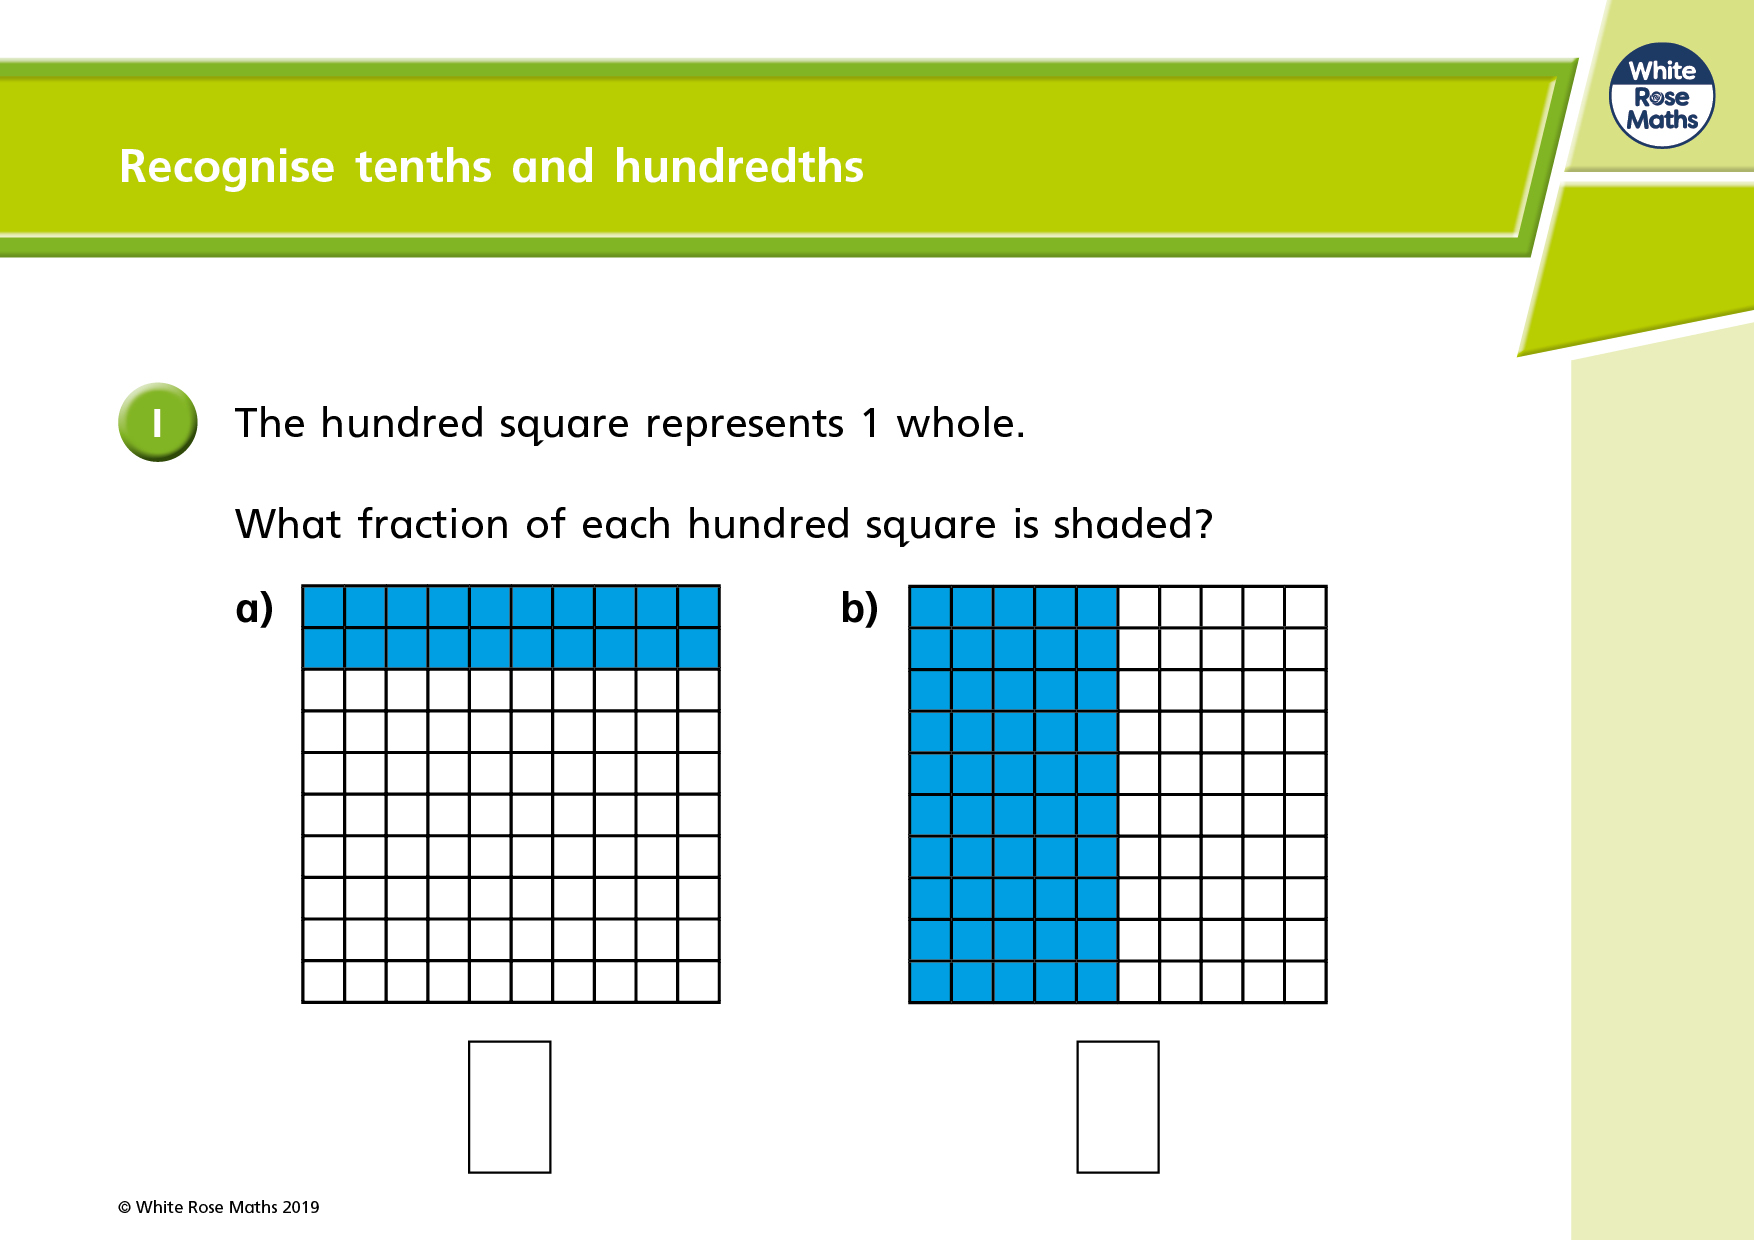 White
Rose
Maths
Recognise tenths and hundredths
1 The hundred square represents 1 whole.
What fraction of each hundred square is shaded?
a) b)
© White Rose Maths 2019